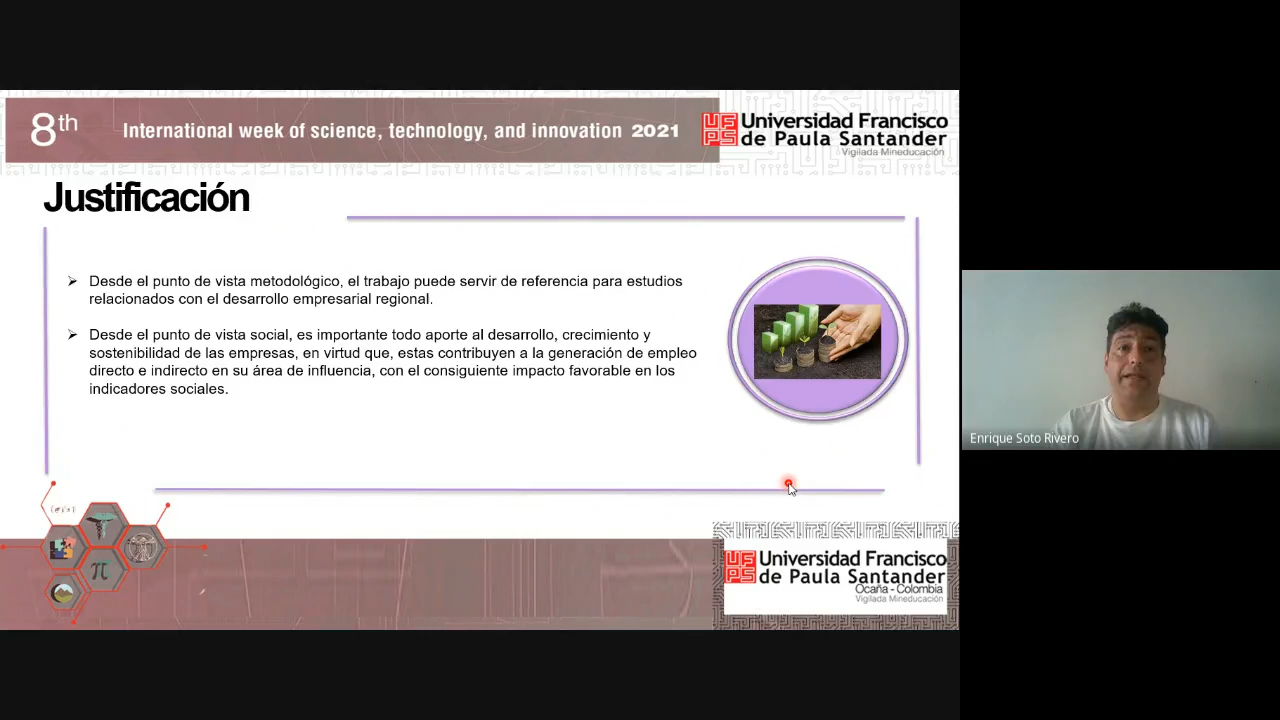 8th
International week of science, technology, and innovation 2021
UFPS
Universidad Francisco
de Paula Santander
Vigilada Mineducación
Justificación
➢ Desde el punto de vista metodológico, el trabajo puede servir de referencia para estudios
relacionados con el desarrollo empresarial regional.
➢ Desde el punto de vista social, es importante todo aporte al desarrollo, crecimiento y
sostenibilidad de las empresas, en virtud que, estas contribuyen a la generación de empleo
directo e indirecto en su área de influencia, con el consiguiente impacto favorable en los
indicadores sociales.
Enrique Soto Rivero
π
UFPS
Universidad Francisco
de Paula Santander
Ocaña - Colombia
Vigilada Mineducación